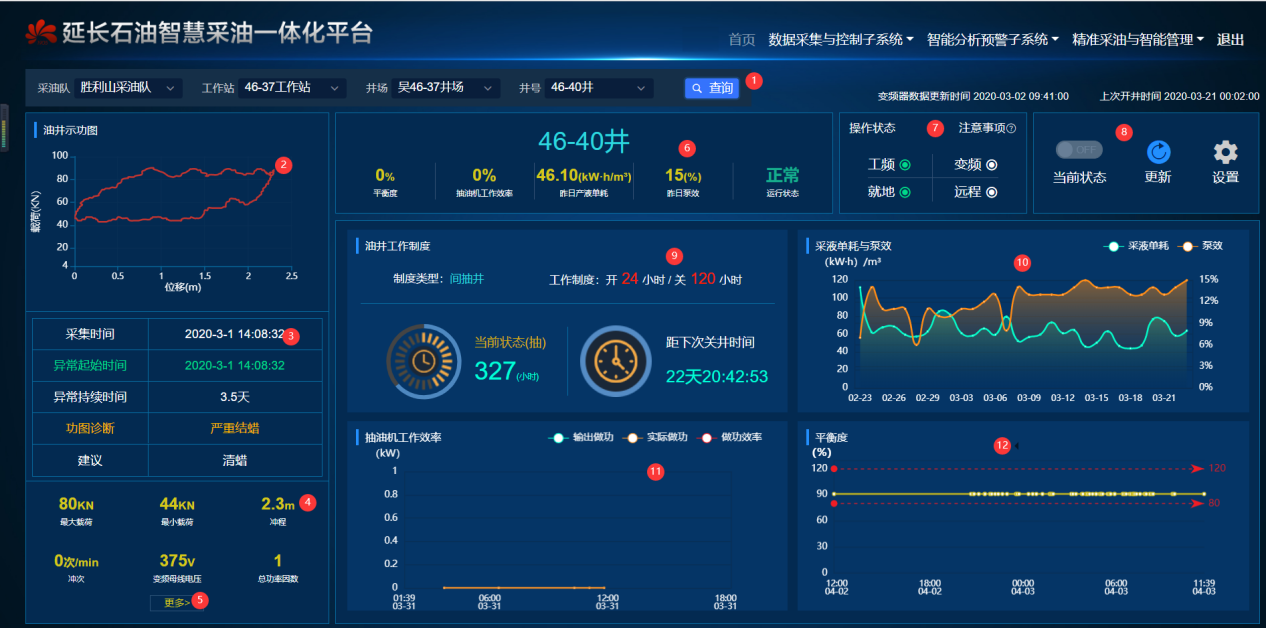 延长石油智慧采油一体化平台
首页 数据采集与控制子系统 智能分析预警子系统 精准采油与智能管理 退出
采油队 胜利山采油队 工作站 46-37工作站 井场 吴46-37井场 井号 46-40井 查询 1
变频器数据更新时间 2020-03-02 09:41:00 上次开井时间 2020-03-21 00:02:00
油井示功图
100
80
60
40
20
4
载荷(KN)
0 0.5 1 1.5 2 2.5
位移(m)
2
采集时间 2020-3-1 14:08:32 3
异常起始时间 2020-3-1 14:08:32
异常持续时间 3.5天
功图诊断 严重结蜡
建议 清蜡
80KN 44KN 2.3m 4
最大载荷 最小载荷 冲程
0次/min 375V 1
冲次 变频母线电压 总功率因数
更多> 5
46-40井 6
0% 0% 46.10(kW·h/m³) 15(%) 正常
平衡度 抽油机工作效率 昨日产液单耗 昨日泵效 运行状态
操作状态 7 注意事项?
工频 变频
就地 远程
8
OFF
当前状态 更新 设置
油井工作制度
9
制度类型：间抽井 工作制度：开 24 小时 / 关 120 小时
当前状态(抽)
327 (小时)
距下次关井时间
22天20:42:53
采液单耗与泵效 采液单耗 泵效
(kW·h) /m³ 10
120
100
80
60
40
20
0
15%
12%
9%
6%
3%
0%
02-23 02-26 02-29 03-03 03-06 03-09 03-12 03-15 03-18 03-21
抽油机工作效率 输出做功 实际做功 做功效率
(kW)
11
1
0.8
0.6
0.4
0.2
0
01:39 06:00 12:00 18:00
03-31 03-31 03-31 03-31
平衡度
(%)
12
120
90
60
30
0
120
80
12:00 18:00 00:00 06:00 11:39
04-02 04-02 04-03 04-03 04-03